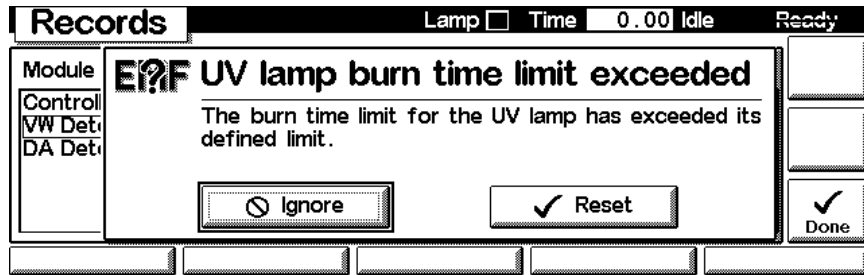 Records Lamp Time 0.00 Idle Ready
Module
EMF UV lamp burn time limit exceeded
Controll
VW Dete
DA Dete
The burn time limit for the UV lamp has exceeded its
defined limit.
Ignore Reset
Done